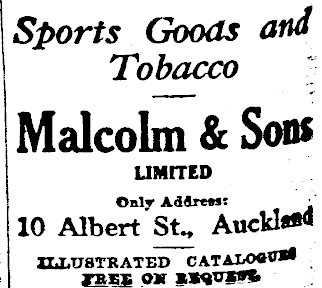 Sports Goods and
Tobacco
Malcolm & Sons
LIMITED
Only Address:
10 Albert St., Auckland
ILLUSTRATED CATALOGUES
FREE ON REQUEST.